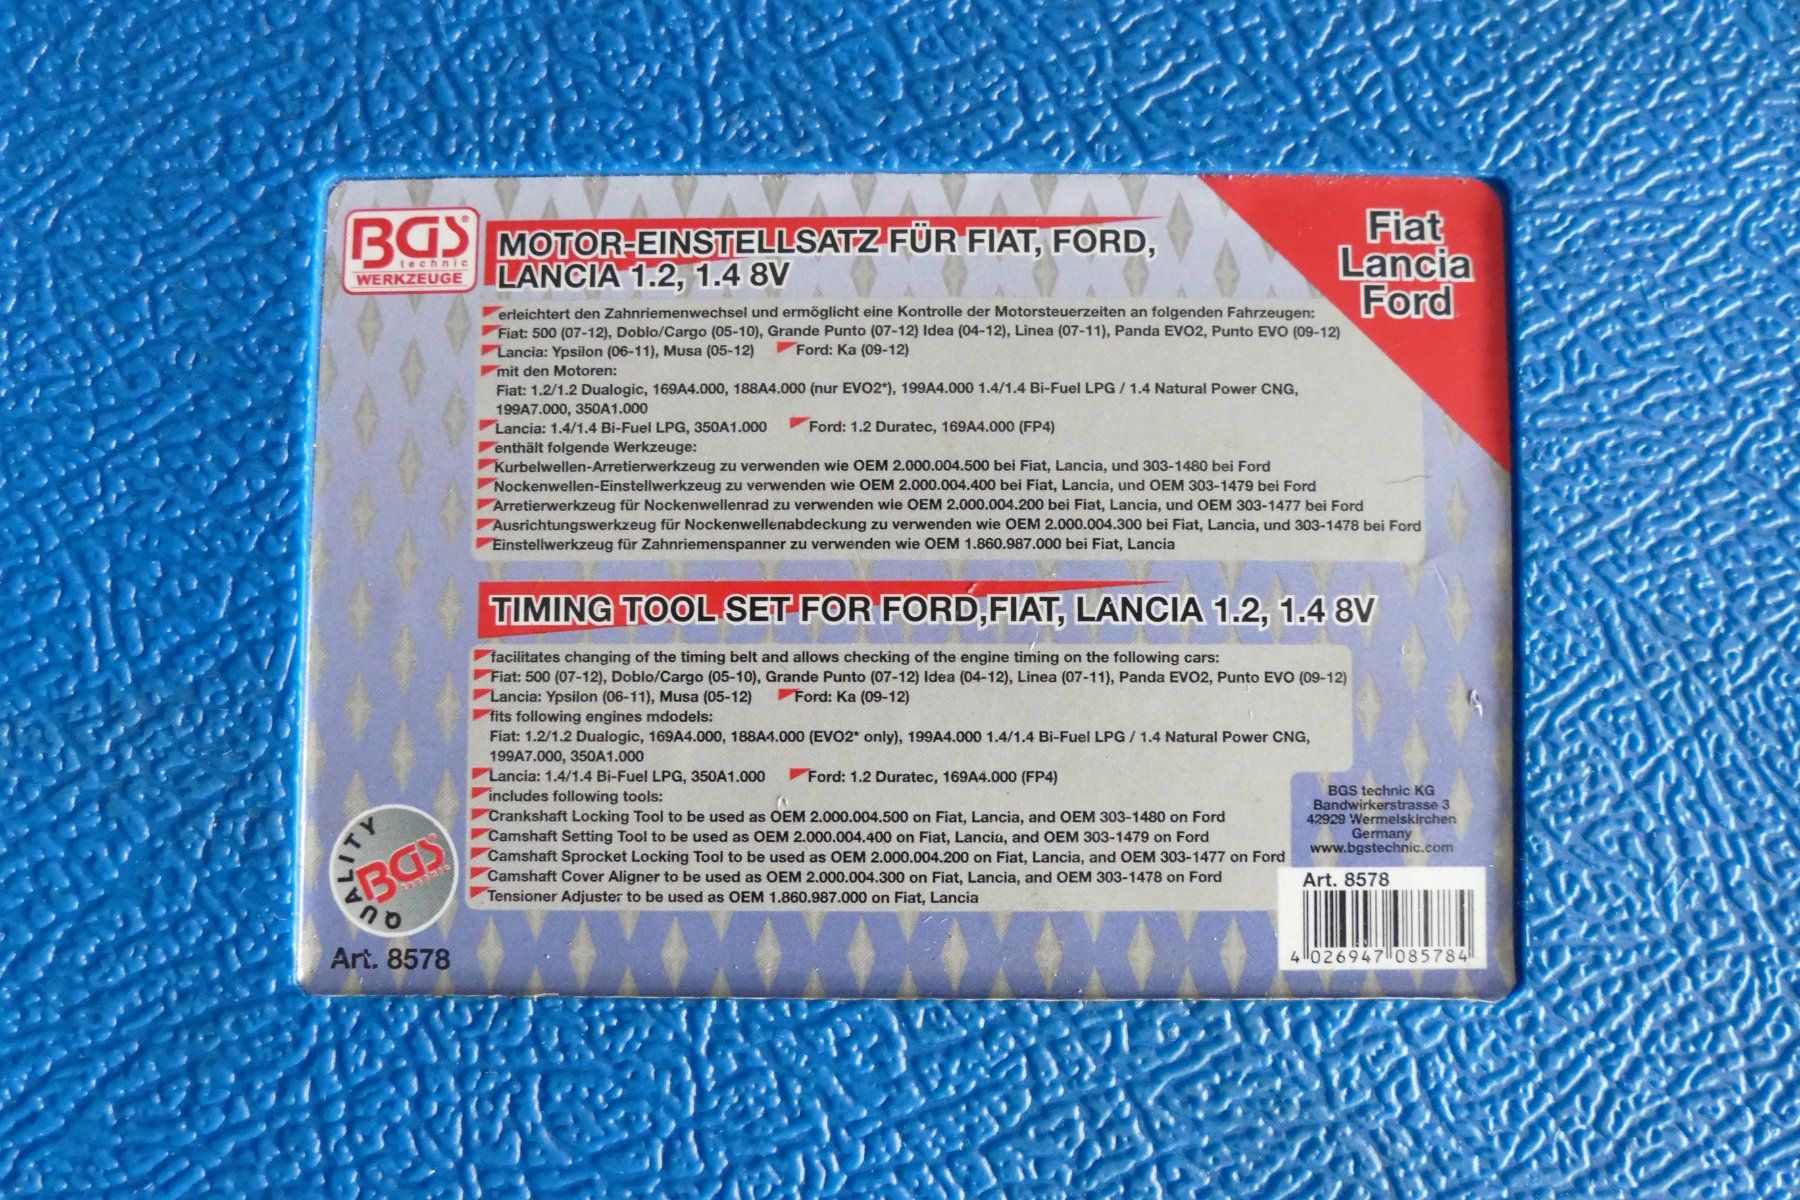 BGS®
technic
WERKZEUGE
MOTOR-EINSTELLSATZ FÜR FIAT, FORD,
LANCIA 1.2, 1.4 8V
Fiat
Lancia
Ford
erleichtert den Zahnriemenwechsel und ermöglicht eine Kontrolle der Motorsteuerzeiten an folgenden Fahrzeugen:
Fiat: 500 (07-12), Doblo/Cargo (05-10), Grande Punto (07-12) Idea (04-12), Linea (07-11), Panda EVO2, Punto EVO (09-12)
Lancia: Ypsilon (06-11), Musa (05-12) Ford: Ka (09-12)
mit den Motoren:
Fiat: 1.2/1.2 Dualogic, 169A4.000, 188A4.000 (nur EVO2*), 199A4.000 1.4/1.4 Bi-Fuel LPG / 1.4 Natural Power CNG,
199A7.000, 350A1.000
Lancia: 1.4/1.4 Bi-Fuel LPG, 350A1.000 Ford: 1.2 Duratec, 169A4.000 (FP4)
enthält folgende Werkzeuge:
Kurbelwellen-Arretierwerkzeug zu verwenden wie OEM 2.000.004.500 bei Fiat, Lancia, und 303-1480 bei Ford
Nockenwellen-Einstellwerkzeug zu verwenden wie OEM 2.000.004.400 bei Fiat, Lancia, und OEM 303-1479 bei Ford
Arretierwerkzeug für Nockenwellenrad zu verwenden wie OEM 2.000.004.200 bei Fiat, Lancia, und OEM 303-1477 bei Ford
Ausrichtungswerkzeug für Nockenwellenabdeckung zu verwenden wie OEM 2.000.004.300 bei Fiat, Lancia, und 303-1478 bei Ford
Einstellwerkzeug für Zahnriemenspanner zu verwenden wie OEM 1.860.987.000 bei Fiat, Lancia
TIMING TOOL SET FOR FORD,FIAT, LANCIA 1.2, 1.4 8V
facilitates changing of the timing belt and allows checking of the engine timing on the following cars:
Fiat: 500 (07-12), Doblo/Cargo (05-10), Grande Punto (07-12) Idea (04-12), Linea (07-11), Panda EVO2, Punto EVO (09-12)
Lancia: Ypsilon (06-11), Musa (05-12) Ford: Ka (09-12)
fits following engines mdodels:
Fiat: 1.2/1.2 Dualogic, 169A4.000, 188A4.000 (EVO2* only), 199A4.000 1.4/1.4 Bi-Fuel LPG / 1.4 Natural Power CNG,
199A7.000, 350A1.000
Lancia: 1.4/1.4 Bi-Fuel LPG, 350A1.000 Ford: 1.2 Duratec, 169A4.000 (FP4)
includes following tools:
Crankshaft Locking Tool to be used as OEM 2.000.004.500 on Fiat, Lancia, and OEM 303-1480 on Ford
Camshaft Setting Tool to be used as OEM 2.000.004.400 on Fiat, Lancia, and OEM 303-1479 on Ford
Camshaft Sprocket Locking Tool to be used as OEM 2.000.004.200 on Fiat, Lancia, and OEM 303-1477 on Ford
Camshaft Cover Aligner to be used as OEM 2.000.004.300 on Fiat, Lancia, and OEM 303-1478 on Ford
Tensioner Adjuster to be used as OEM 1.860.987.000 on Fiat, Lancia
BGS technic KG
Bandwirkerstrasse 3
42929 Wermelskirchen
Germany
www.bgstechnic.com
QUALITY
BGS®
technic
QUALITY
Art. 8578
Art. 8578
4 026947 085784